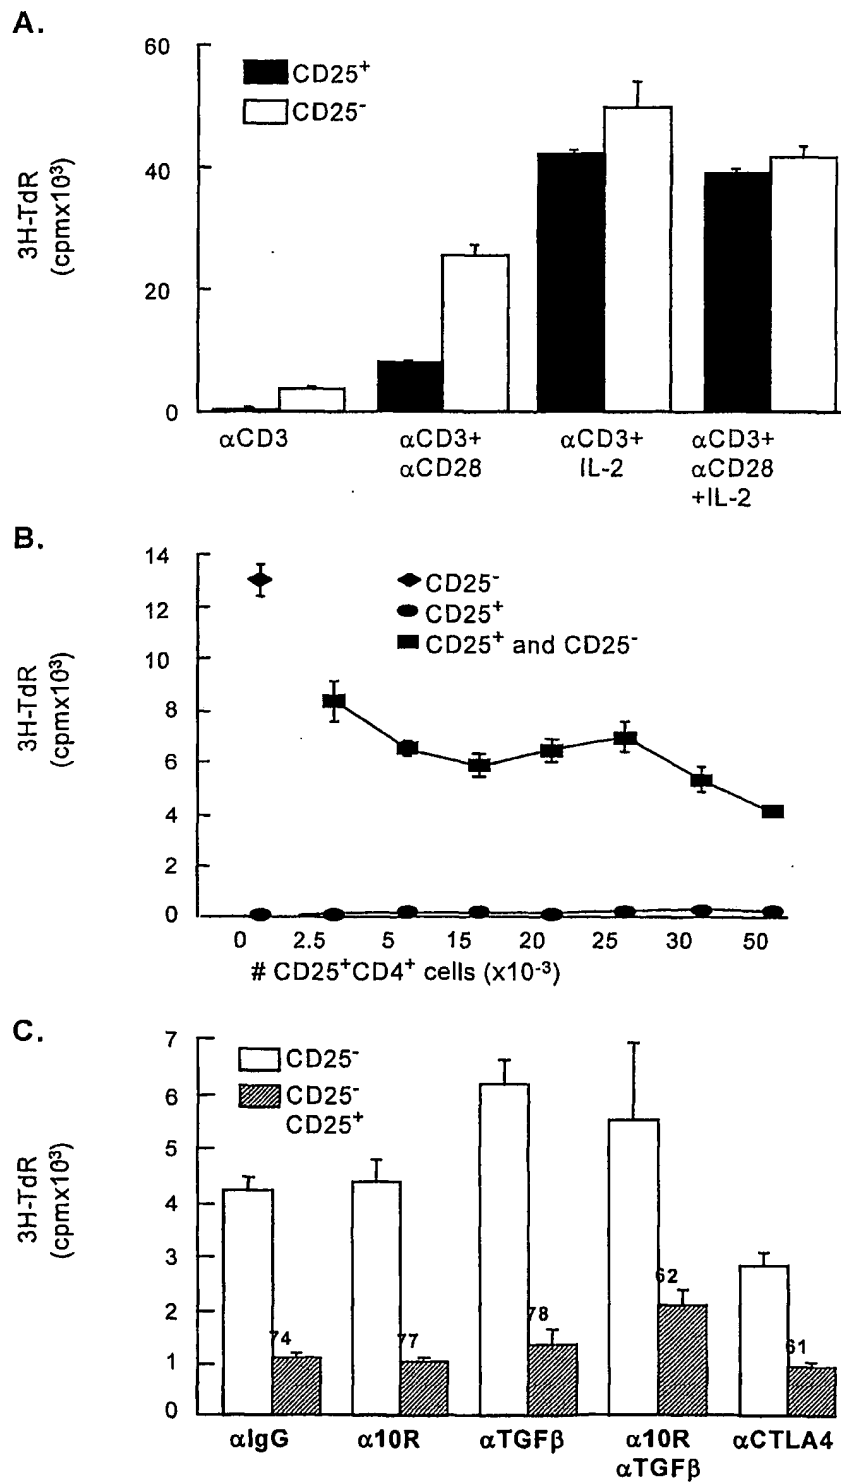 A.
60
40
20
0
3H-TdR
(cpmx10³)
CD25⁺
CD25⁻
αCD3
αCD3+
αCD28
αCD3+
IL-2
αCD3+
αCD28
+IL-2
B.
14
12
10
8
6
4
2
0
3H-TdR
(cpmx10³)
CD25⁻
CD25⁺
CD25⁺ and CD25⁻
0 2.5 5 15 20 25 30 50
# CD25⁺CD4⁺ cells (x10⁻³)
C.
7
6
5
4
3
2
1
0
3H-TdR
(cpmx10³)
CD25⁻
CD25⁻
CD25⁺
74
77
78
62
61
αIgG
α10R
αTGFβ
α10R
αTGFβ
αCTLA4